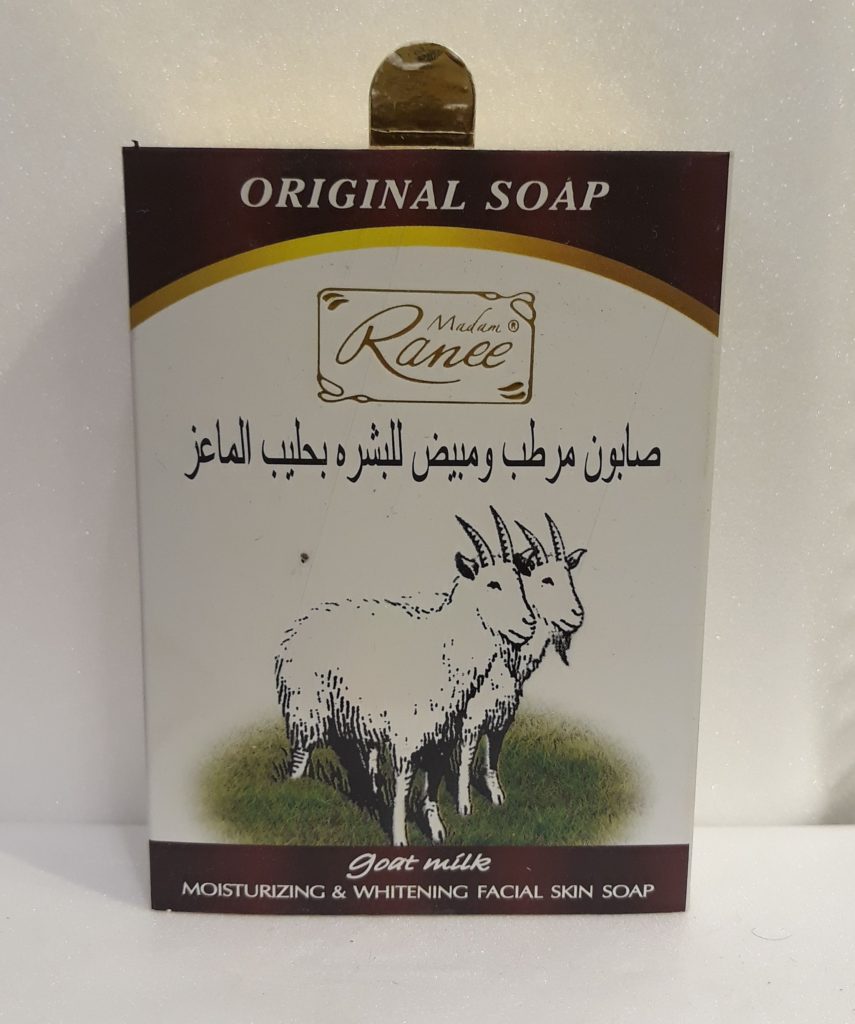 ORIGINAL SOAP
Madam ®
Ranee
صابون مرطب ومبيض للبشره بحليب الماعز
goat milk
MOISTURIZING & WHITENING FACIAL SKIN SOAP